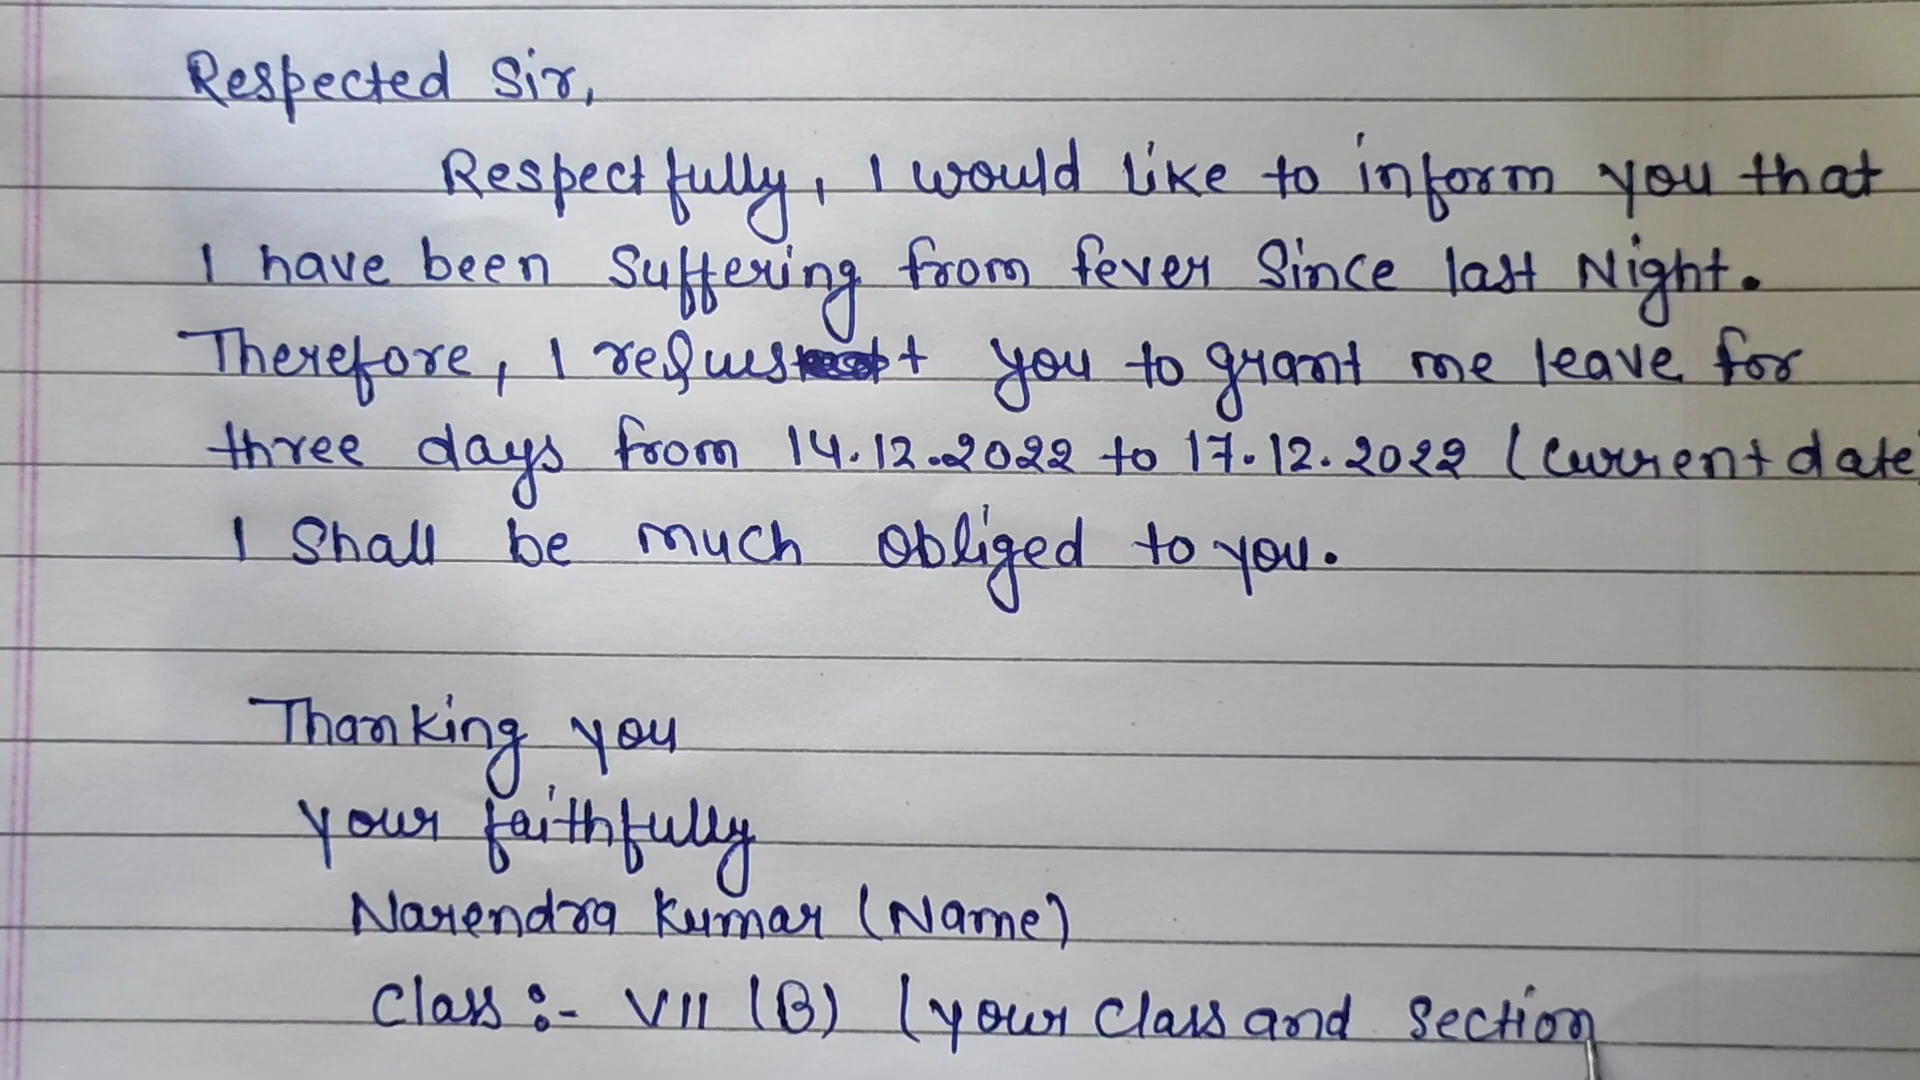 Respected Sir,
Respectfully, I would like to inform you that
I have been Suffering from fever Since last Night.
Therefore, I request you to grant me leave for
three days from 14.12.2022 to 17.12.2022 (Current date)
I Shall be much obliged to you.
Thanking you
your faithfully
Narendra Kumar (Name)
Class :- VII (B) (your Class and Section